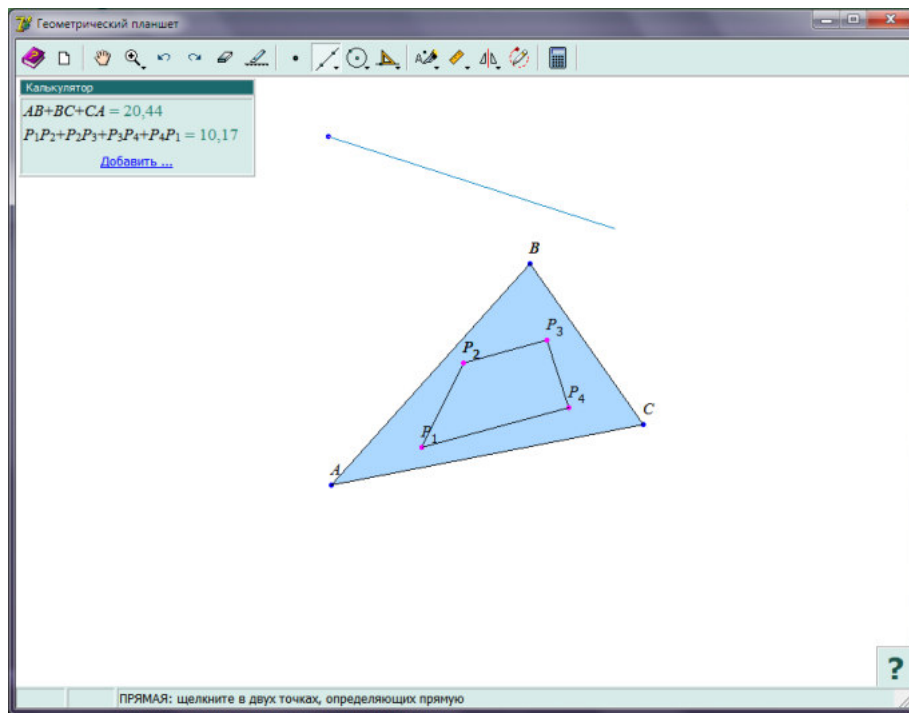 Геометрический планшет
Калькулятор
AB+BC+CA = 20,44
P₁P₂+P₂P₃+P₃P₄+P₄P₁ = 10,17
Добавить ...
B
P₃
P₂
P₄
C
P₁
A
?
ПРЯМАЯ: щелкните в двух точках, определяющих прямую